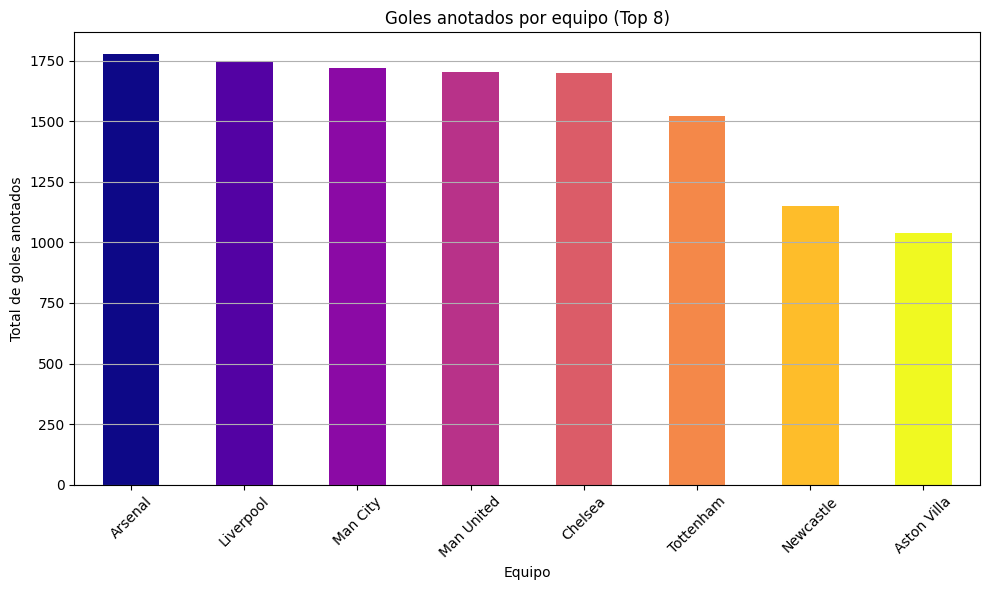 Goles anotados por equipo (Top 8)
Total de goles anotados
1750
1500
1250
1000
750
500
250
0
Arsenal
Liverpool
Man City
Man United
Chelsea
Tottenham
Newcastle
Aston Villa
Equipo